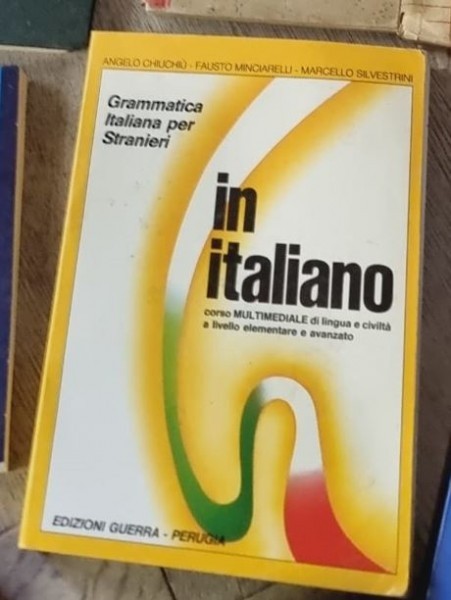 ANGELO CHIUCHIÙ - FAUSTO MINCIARELLI - MARCELLO SILVESTRINI
Grammatica
Italiana per
Stranieri
in
italiano
corso MULTIMEDIALE di lingua e civiltà
a livello elementare e avanzato
EDIZIONI GUERRA - PERUGIA